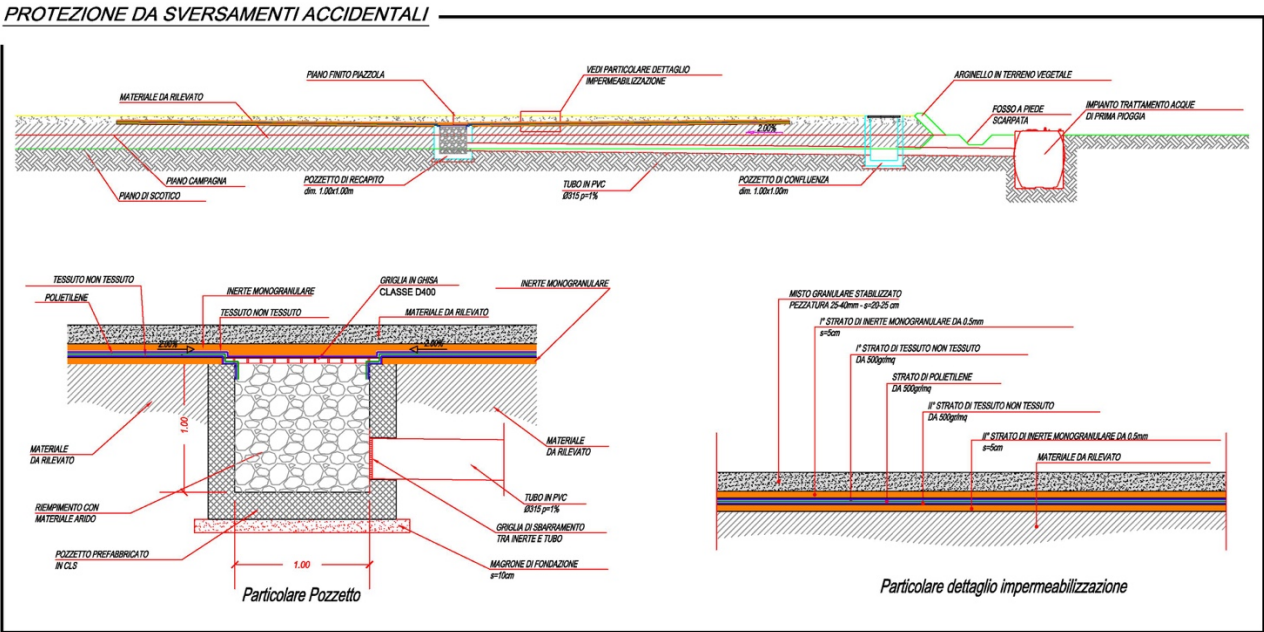 PROTEZIONE DA SVERSAMENTI ACCIDENTALI
PIANO FINITO PIAZZOLA
VEDI PARTICOLARE DETTAGLIO
IMPERMEABILIZZAZIONE
ARGINELLO IN TERRENO VEGETALE
MATERIALE DA RILEVATO
FOSSO A PIEDE
SCARPATA
IMPIANTO TRATTAMENTO ACQUE
DI PRIMA PIOGGIA
2.00%
PIANO CAMPAGNA
POZZETTO DI RECAPITO
dim. 1.00x1.00m
TUBO IN PVC
Ø315 p=1%
POZZETTO DI CONFLUENZA
dim. 1.00x1.00m
PIANO DI SCOTICO
TESSUTO NON TESSUTO
POLIETILENE
INERTE MONOGRANULARE
TESSUTO NON TESSUTO
GRIGLIA IN GHISA
CLASSE D400
MATERIALE DA RILEVATO
INERTE MONOGRANULARE
2.00%
2.00%
1.00
MATERIALE
DA RILEVATO
MATERIALE
DA RILEVATO
RIEMPIMENTO CON
MATERIALE ARIDO
TUBO IN PVC
Ø315 p=1%
GRIGLIA DI SBARRAMENTO
TRA INERTE E TUBO
POZZETTO PREFABBRICATO
IN CLS
1.00
MAGRONE DI FONDAZIONE
s=10cm
Particolare Pozzetto
MISTO GRANULARE STABILIZZATO
PEZZATURA 25-40mm - s=20-25 cm
I° STRATO DI INERTE MONOGRANULARE DA 0.5mm
s=5cm
I° STRATO DI TESSUTO NON TESSUTO
DA 500gr/mq
STRATO DI POLIETILENE
DA 500gr/mq
II° STRATO DI TESSUTO NON TESSUTO
DA 500gr/mq
II° STRATO DI INERTE MONOGRANULARE DA 0.5mm
s=5cm
MATERIALE DA RILEVATO
Particolare dettaglio impermeabilizzazione